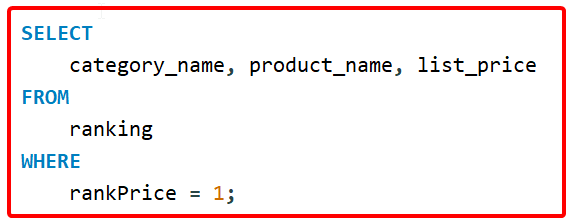 SELECT
category_name, product_name, list_price
FROM
ranking
WHERE
rankPrice = 1;